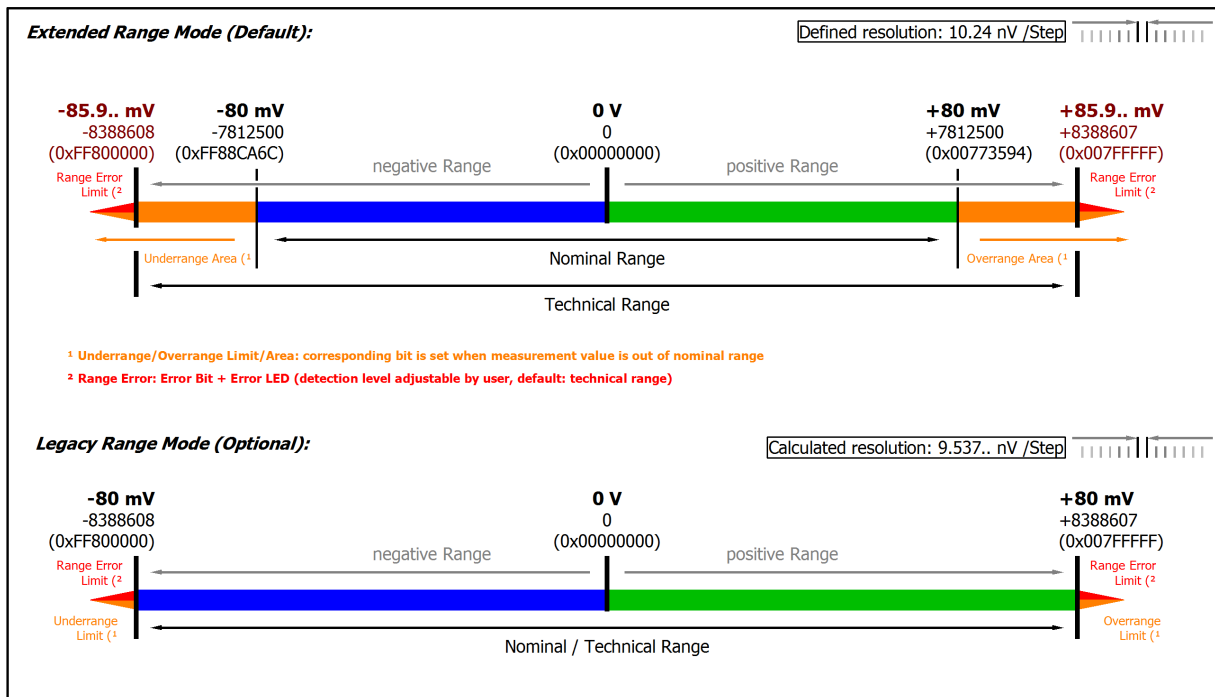 Extended Range Mode (Default):
Defined resolution: 10.24 nV /Step
-85.9.. mV
-8388608
(0xFF800000)
-80 mV
-7812500
(0xFF88CA6C)
0 V
0
(0x00000000)
+80 mV
+7812500
(0x00773594)
+85.9.. mV
+8388607
(0x007FFFFF)
negative Range
positive Range
Range Error
Limit (²
Range Error
Limit (²
Underrange Area (¹
Nominal Range
Overrange Area (¹
Technical Range
¹ Underrange/Overrange Limit/Area: corresponding bit is set when measurement value is out of nominal range
² Range Error: Error Bit + Error LED (detection level adjustable by user, default: technical range)
Legacy Range Mode (Optional):
Calculated resolution: 9.537.. nV /Step
-80 mV
-8388608
(0xFF800000)
0 V
0
(0x00000000)
+80 mV
+8388607
(0x007FFFFF)
negative Range
positive Range
Range Error
Limit (²
Range Error
Limit (²
Underrange
Limit (¹
Overrange
Limit (¹
Nominal / Technical Range